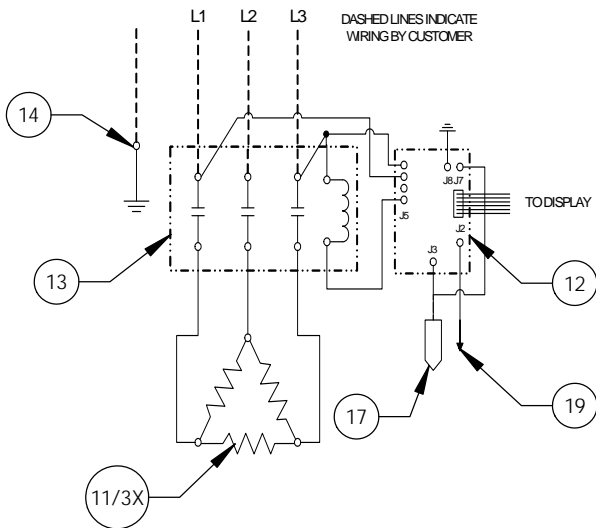 L1 L2 L3
DASHED LINES INDICATE
WIRING BY CUSTOMER
14
J8 J7
TO DISPLAY
J5
J2
J3
13
12
17
19
11/3X